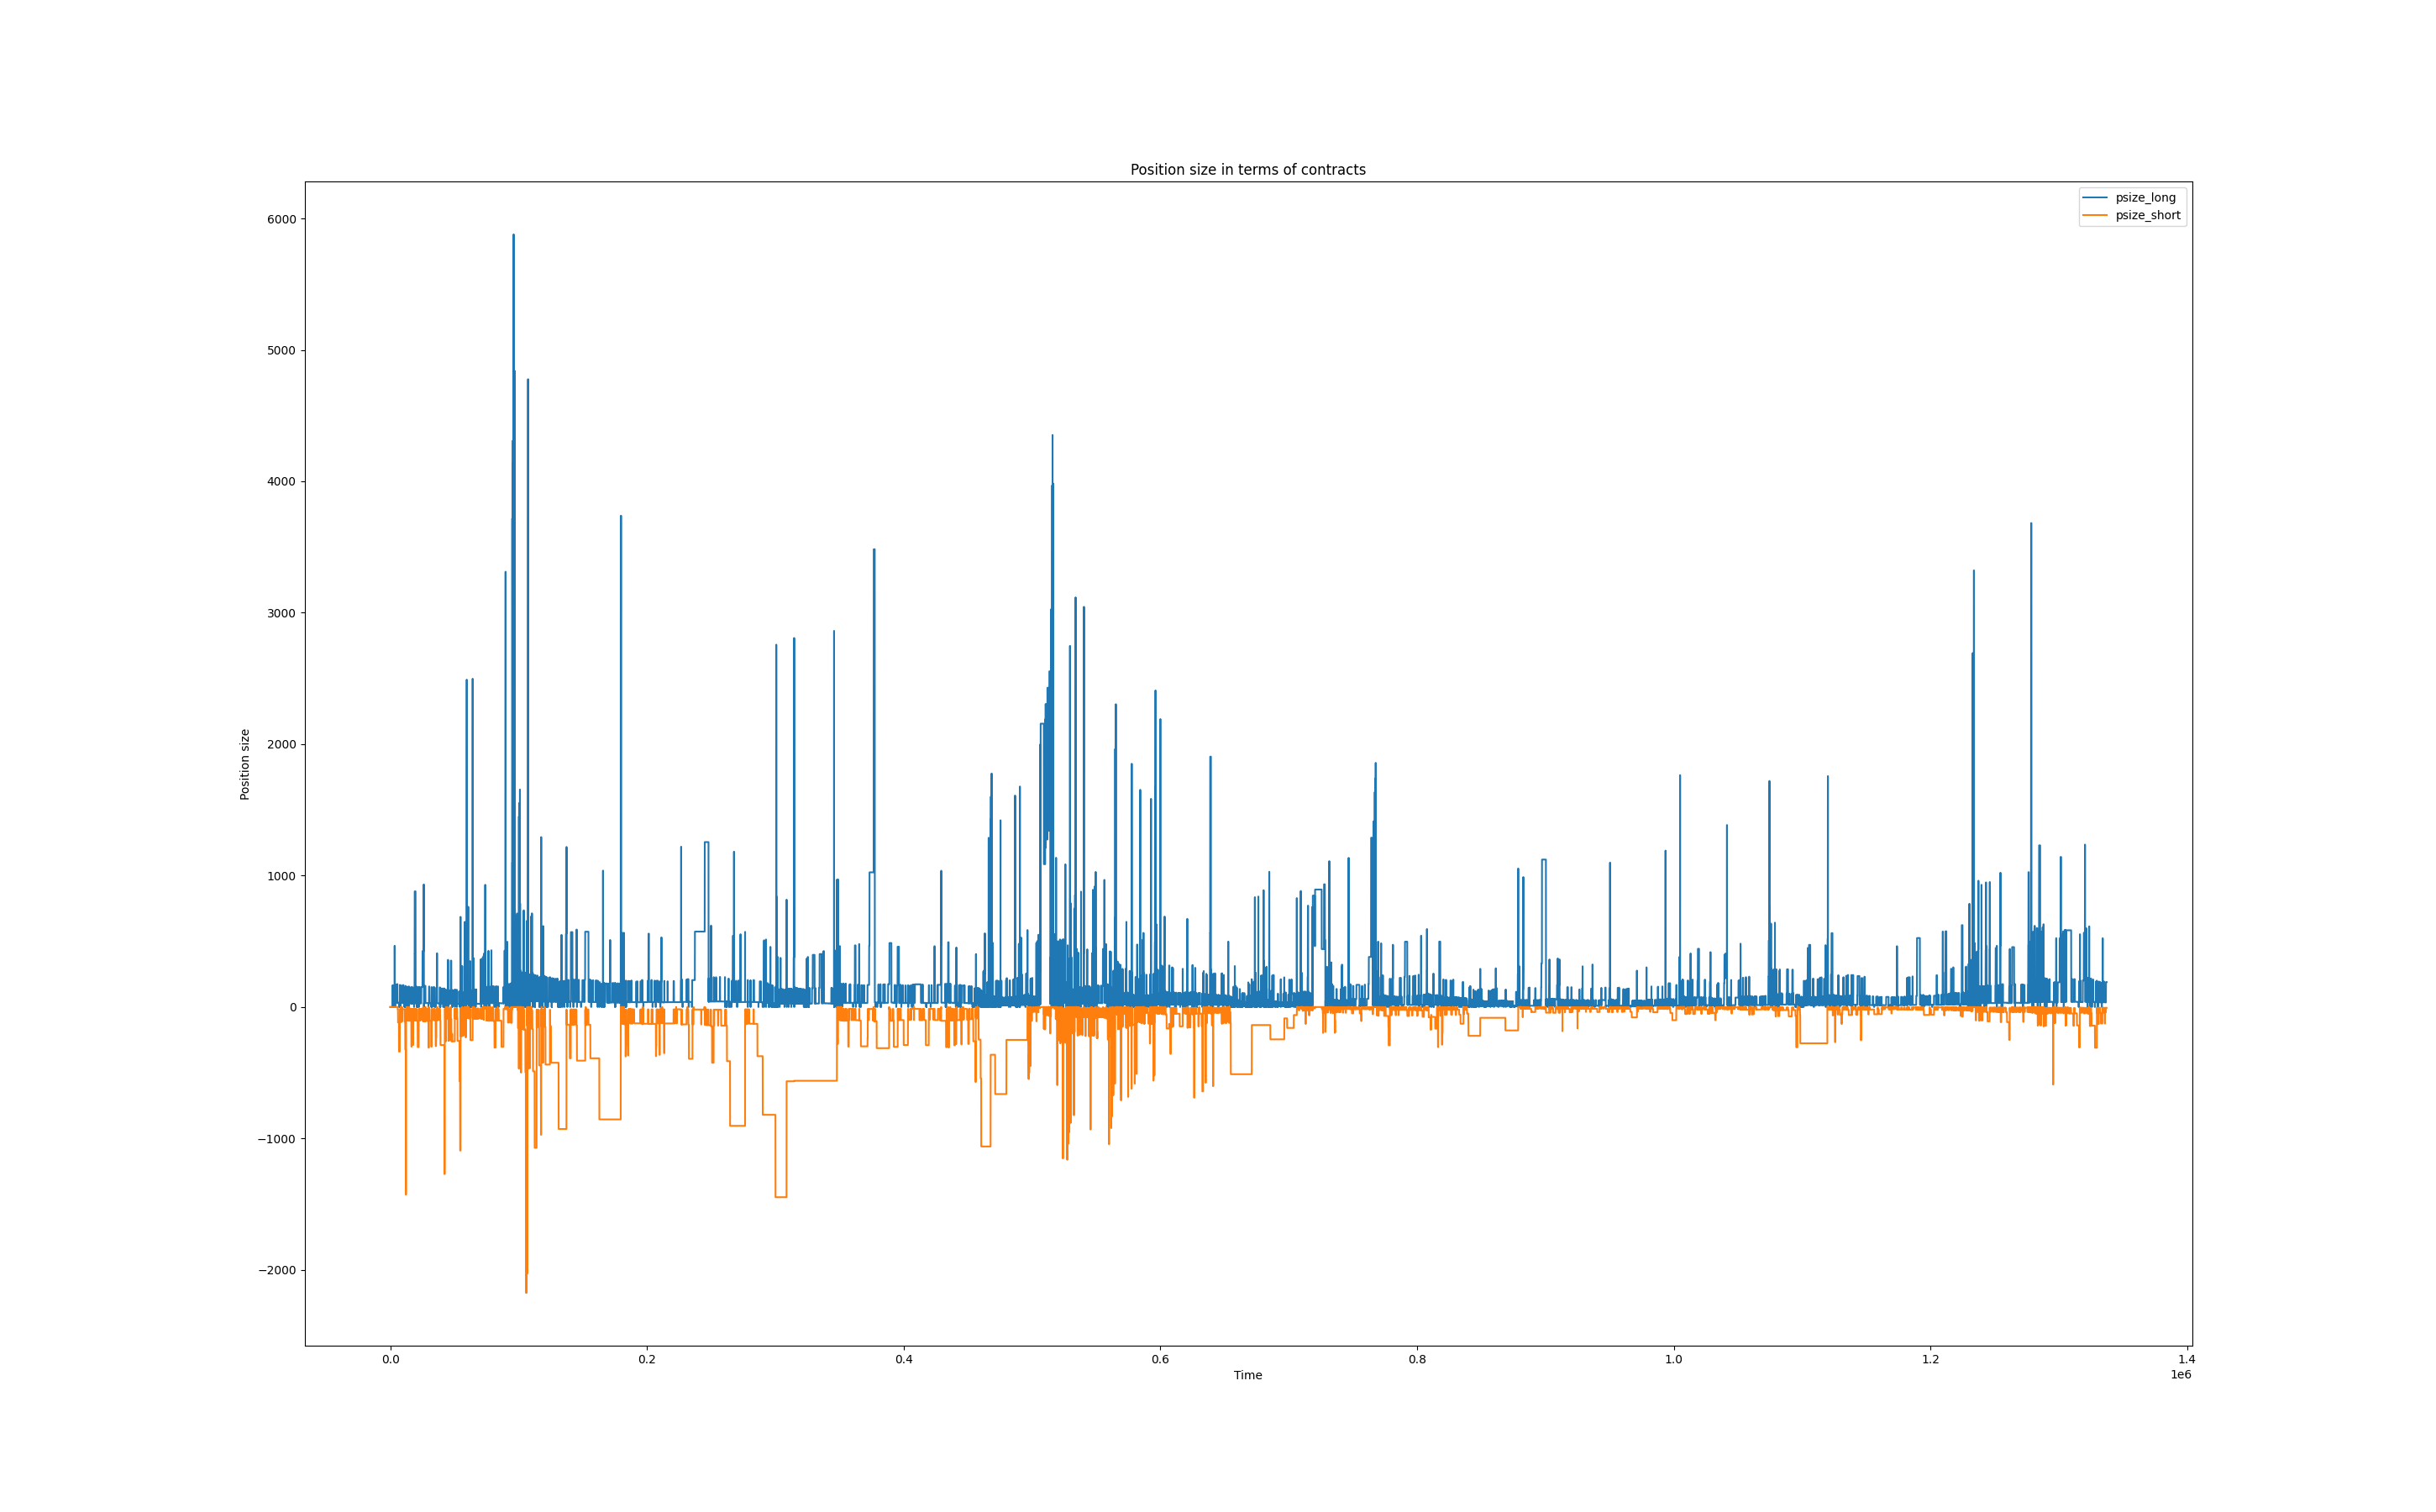 Position size in terms of contracts
psize_long
psize_short
Position size
6000
5000
4000
3000
2000
1000
0
−1000
−2000
0.0 0.2 0.4 0.6 0.8 1.0 1.2 1.4
1e6
Time